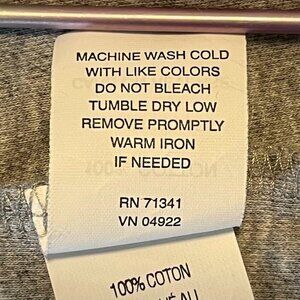 MACHINE WASH COLD
WITH LIKE COLORS
DO NOT BLEACH
TUMBLE DRY LOW
REMOVE PROMPTLY
WARM IRON
IF NEEDED
RN 71341
VN 04922
100% COTON
ALL